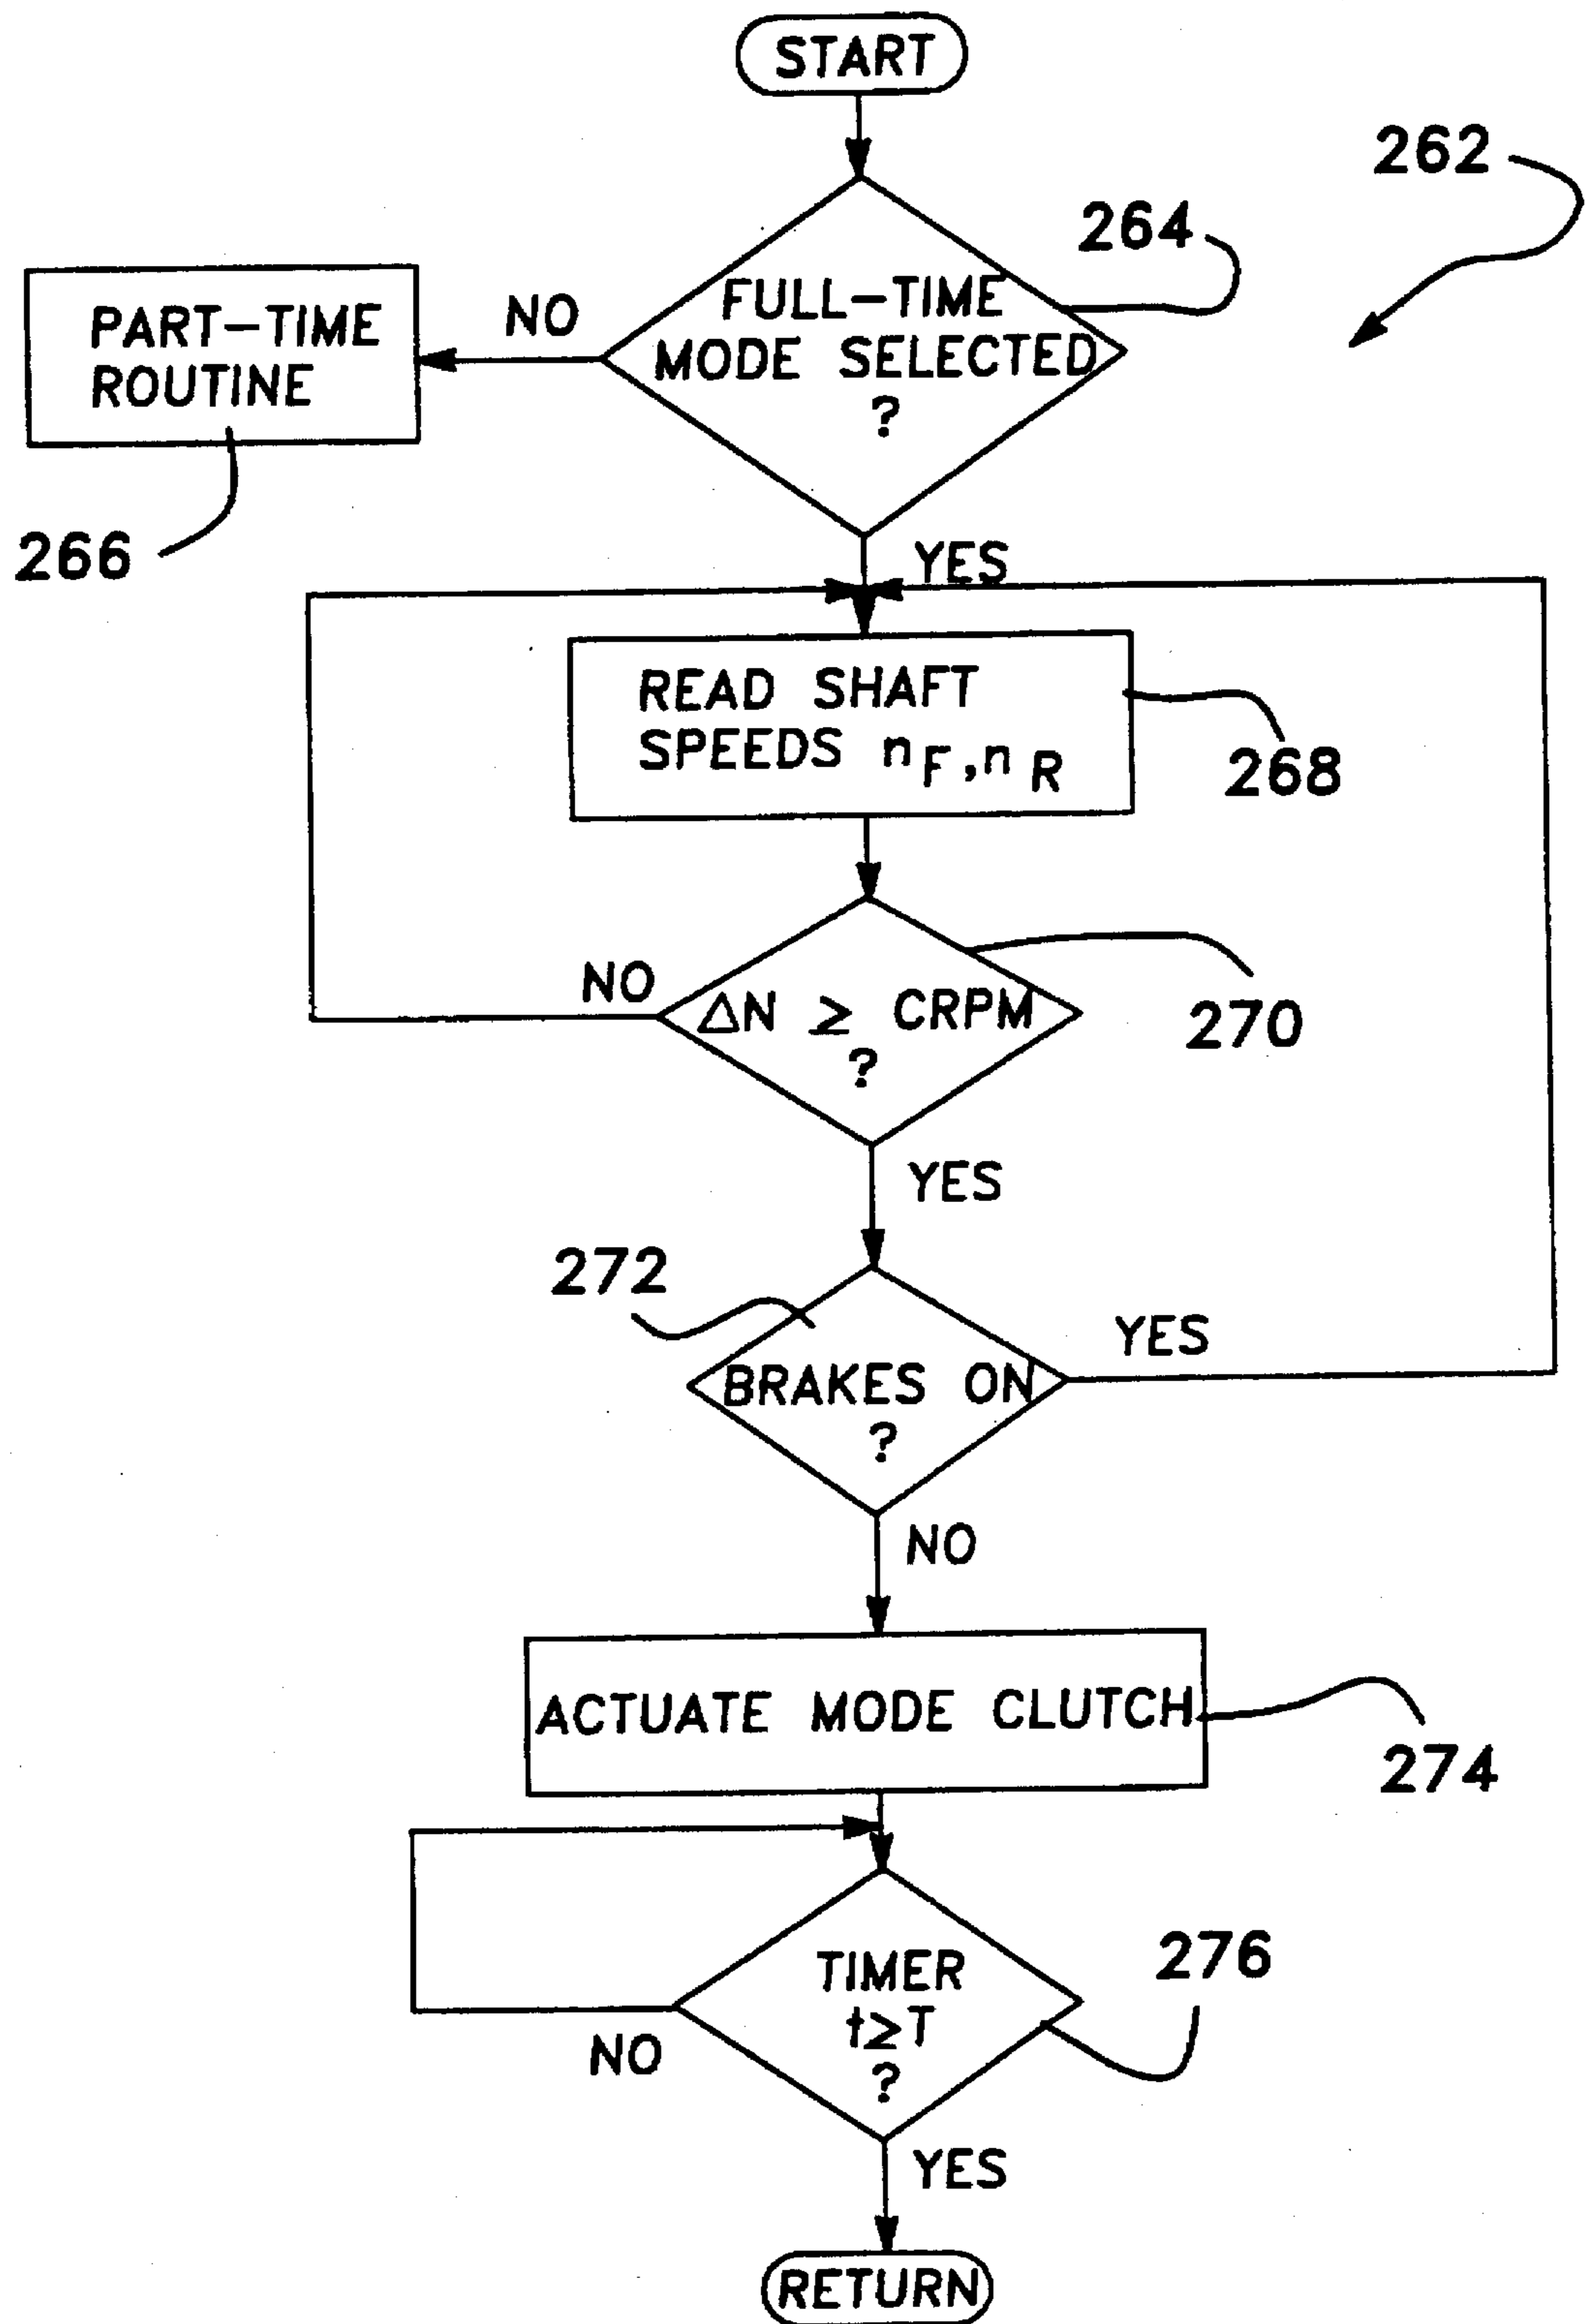 START
262
264
FULL-TIME
MODE SELECTED
?
NO
PART-TIME
ROUTINE
266
YES
READ SHAFT
SPEEDS nF,nR
268
NO
ΔN ≥ CRPM
?
270
YES
272
BRAKES ON
?
YES
NO
ACTUATE MODE CLUTCH
274
TIMER
t≥T
?
276
NO
YES
RETURN